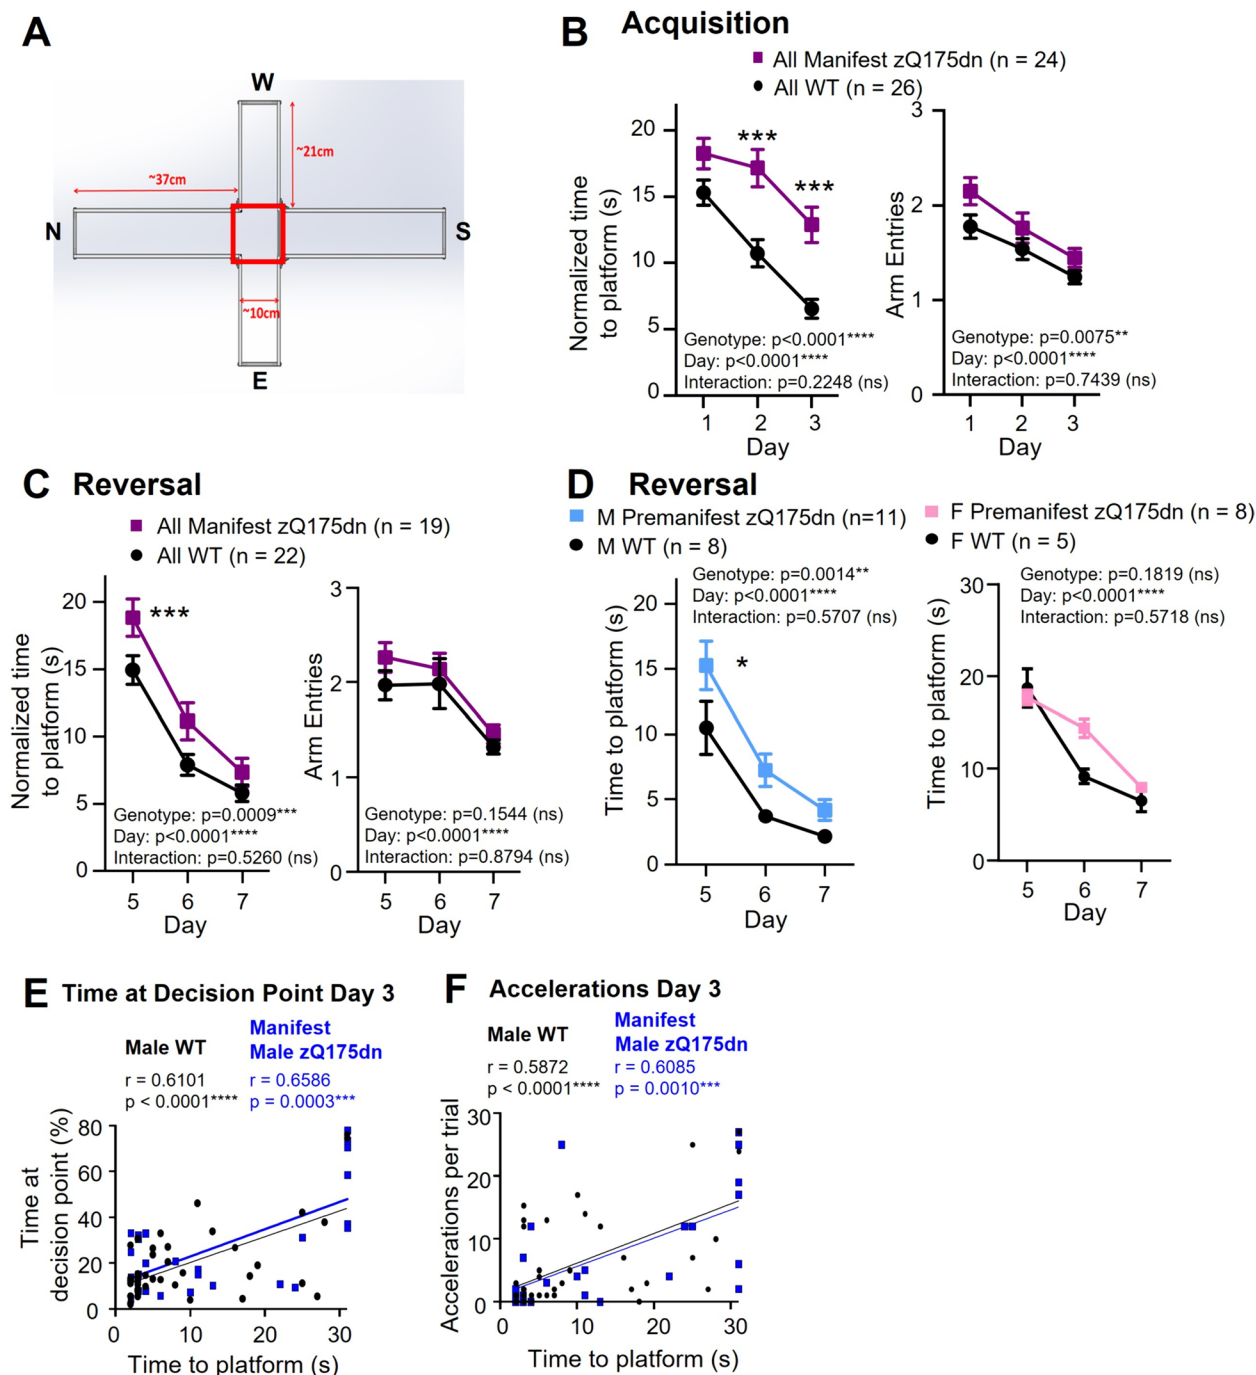 A
W
~21cm
~37cm
N
S
~10cm
E
B Acquisition
All Manifest zQ175dn (n = 24)
All WT (n = 26)
Normalized time
to platform (s)
20
15
10
5
0
***
***
Genotype: p<0.0001****
Day: p<0.0001****
Interaction: p=0.2248 (ns)
1 2 3
Day
Arm Entries
3
2
1
0
Genotype: p=0.0075**
Day: p<0.0001****
Interaction: p=0.7439 (ns)
1 2 3
Day
C Reversal
All Manifest zQ175dn (n = 19)
All WT (n = 22)
Normalized time
to platform (s)
20
15
10
5
0
***
Genotype: p=0.0009***
Day: p<0.0001****
Interaction: p=0.5260 (ns)
5 6 7
Day
Arm Entries
3
2
1
0
Genotype: p=0.1544 (ns)
Day: p<0.0001****
Interaction: p=0.8794 (ns)
5 6 7
Day
D Reversal
M Premanifest zQ175dn (n=11)
M WT (n = 8)
Genotype: p=0.0014**
Day: p<0.0001****
Interaction: p=0.5707 (ns)
Time to platform (s)
20
15
10
5
0
*
5 6 7
Day
F Premanifest zQ175dn (n = 8)
F WT (n = 5)
Genotype: p=0.1819 (ns)
Day: p<0.0001****
Interaction: p=0.5718 (ns)
Time to platform (s)
30
20
10
0
5 6 7
Day
E Time at Decision Point Day 3
Male WT
r = 0.6101
p < 0.0001****
Manifest
Male zQ175dn
r = 0.6586
p = 0.0003***
Time at
decision point (%)
80
60
40
20
0
0 10 20 30
Time to platform (s)
F Accelerations Day 3
Male WT
r = 0.5872
p < 0.0001****
Manifest
Male zQ175dn
r = 0.6085
p = 0.0010***
Accelerations per trial
30
20
10
0
0 10 20 30
Time to platform (s)